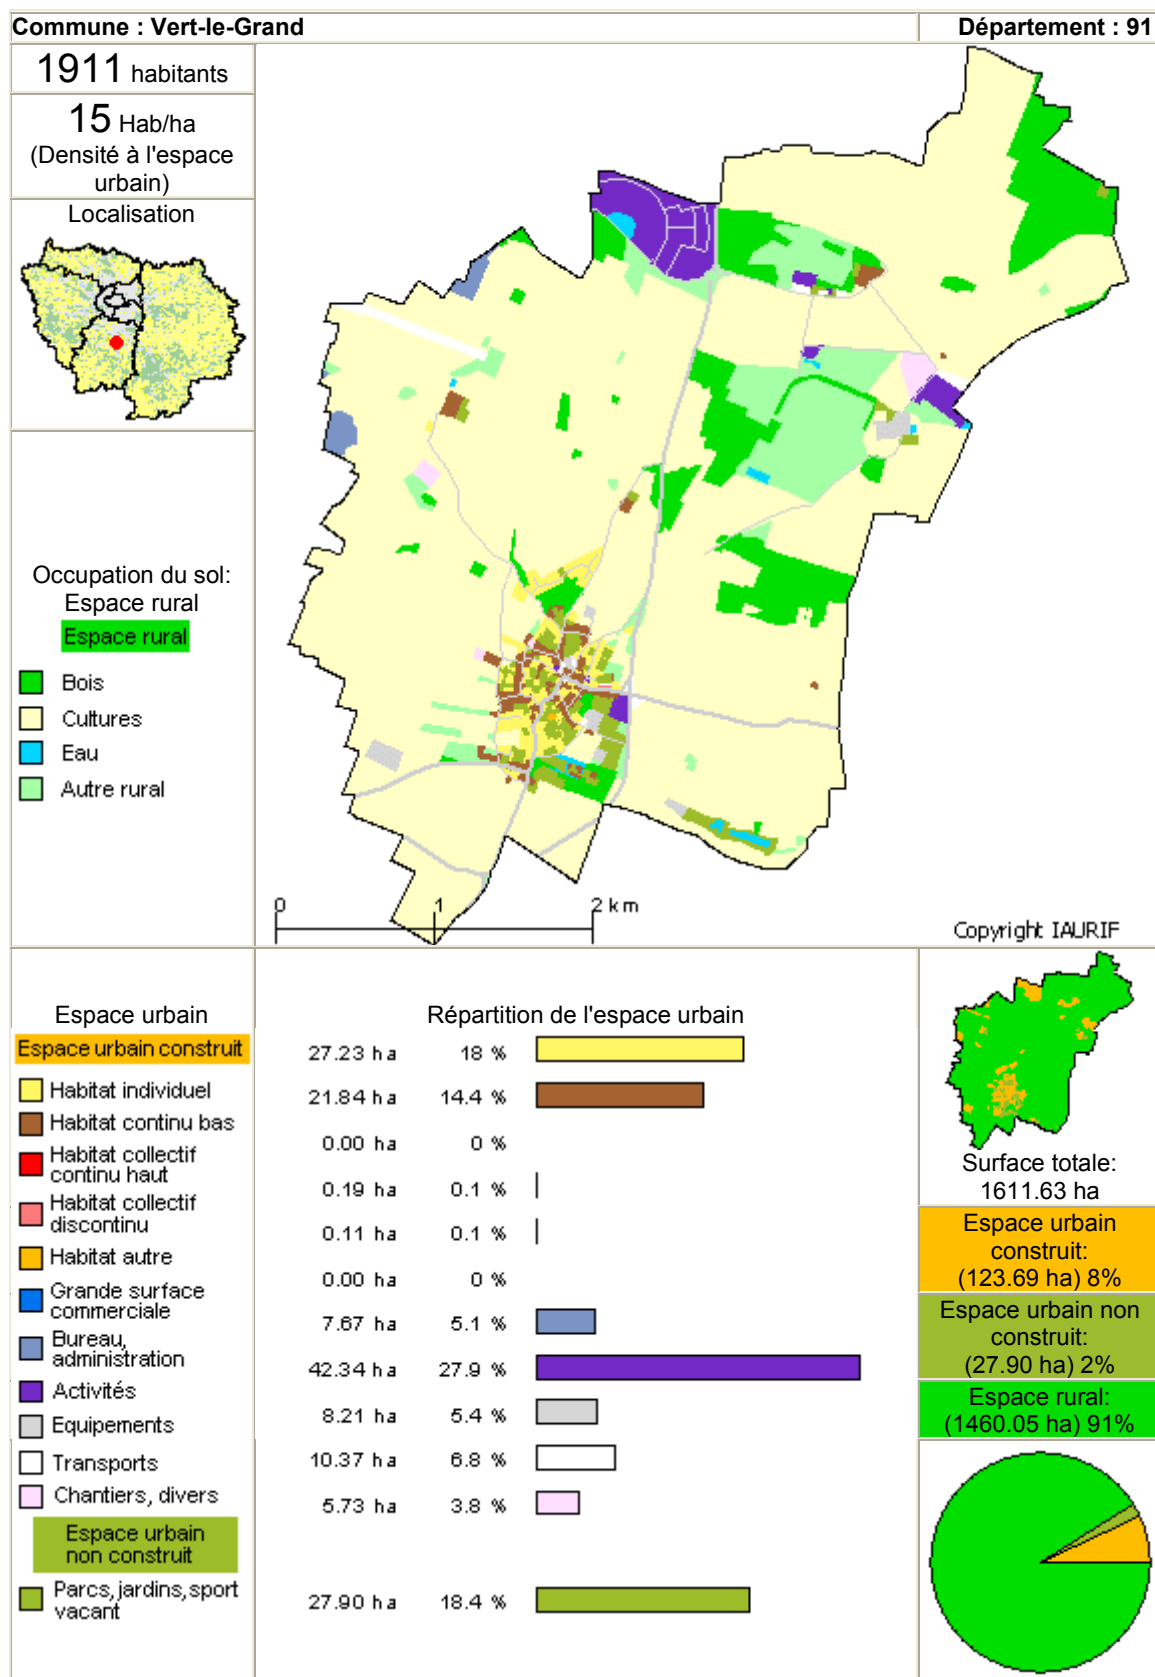 Commune : Vert-le-Grand
Département : 91
1911 habitants
15 Hab/ha
(Densité à l'espace
urbain)
Localisation
Occupation du sol:
Espace rural
Espace rural
Bois
Cultures
Eau
Autre rural
0 1 2 km
Copyright IAURIF
Espace urbain
Espace urbain construit
Habitat individuel
Habitat continu bas
Habitat collectif
continu haut
Habitat collectif
discontinu
Habitat autre
Grande surface
commerciale
Bureau,
administration
Activités
Equipements
Transports
Chantiers, divers
Espace urbain
non construit
Parcs, jardins, sport
vacant
Répartition de l'espace urbain
27.23 ha 18 %
21.84 ha 14.4 %
0.00 ha 0 %
0.19 ha 0.1 %
0.11 ha 0.1 %
0.00 ha 0 %
7.67 ha 5.1 %
42.34 ha 27.9 %
8.21 ha 5.4 %
10.37 ha 6.8 %
5.73 ha 3.8 %
27.90 ha 18.4 %
Surface totale:
1611.63 ha
Espace urbain
construit:
(123.69 ha) 8%
Espace urbain non
construit:
(27.90 ha) 2%
Espace rural:
(1460.05 ha) 91%